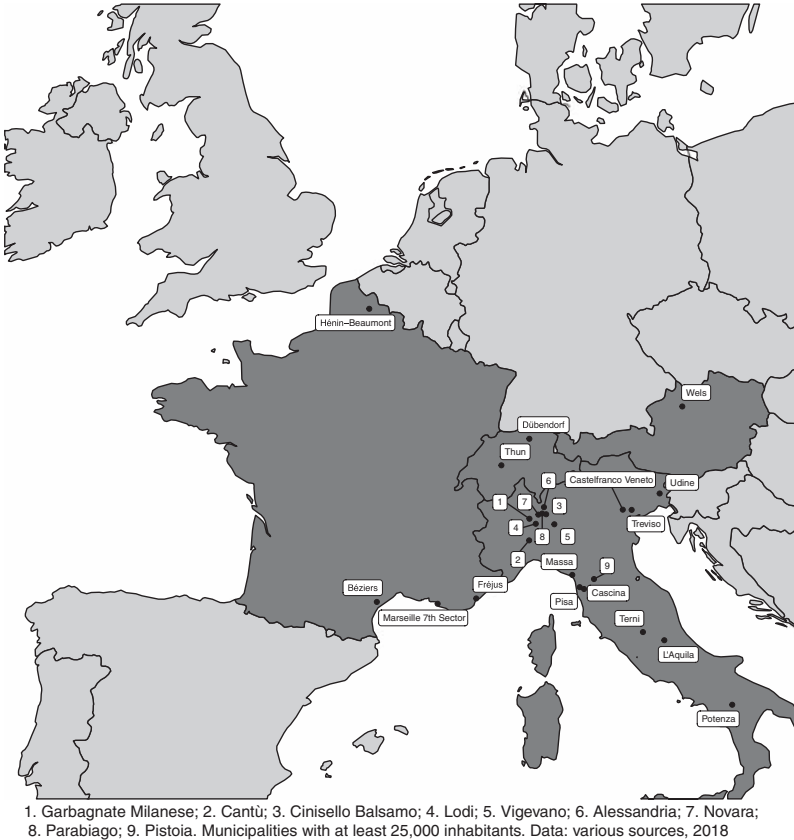 Hénin–Beaumont
Wels
Dübendorf
Thun
6
Castelfranco Veneto
Udine
1
7
3
4
8
5
Treviso
2
Massa
9
Béziers
Fréjus
Cascina
Pisa
Marseille 7th Sector
Terni
L'Aquila
Potenza
1. Garbagnate Milanese; 2. Cantù; 3. Cinisello Balsamo; 4. Lodi; 5. Vigevano; 6. Alessandria; 7. Novara;
8. Parabiago; 9. Pistoia. Municipalities with at least 25,000 inhabitants. Data: various sources, 2018